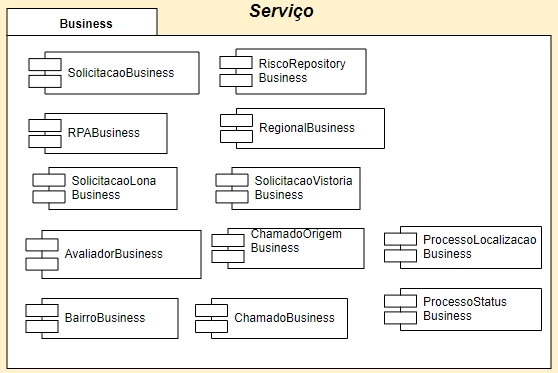 Serviço
Business
SolicitacaoBusiness
RiscoRepository
Business
RPABusiness
RegionalBusiness
SolicitacaoLona
Business
SolicitacaoVistoria
Business
AvaliadorBusiness
ChamadoOrigem
Business
ProcessoLocalizacao
Business
BairroBusiness
ChamadoBusiness
ProcessoStatus
Business